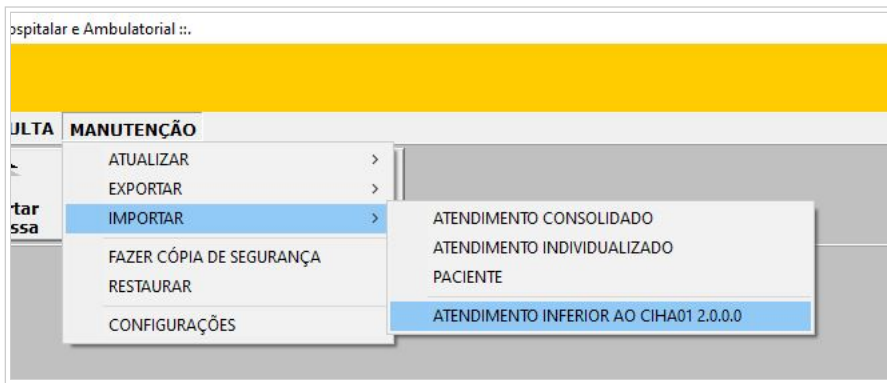 ospitalar e Ambulatorial ::.
ULTA MANUTENÇÃO
ATUALIZAR >
EXPORTAR >
rtar
IMPORTAR >
ssa
ATENDIMENTO CONSOLIDADO
ATENDIMENTO INDIVIDUALIZADO
PACIENTE
ATENDIMENTO INFERIOR AO CIHA01 2.0.0.0
FAZER CÓPIA DE SEGURANÇA
RESTAURAR
CONFIGURAÇÕES